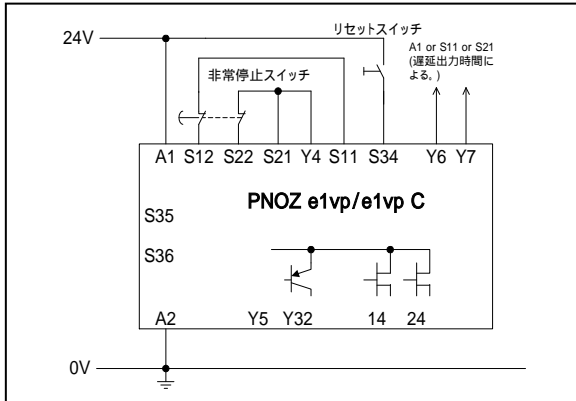 リセットスイッチ
24V
A1 or S11 or S21
(遅延出力時間に
よる。)
非常停止スイッチ
A1 S12 S22 S21 Y4 S11 S34 Y6 Y7
PNOZ e1vp/e1vp C
S35
S36
A2 Y5 Y32 14 24
0V